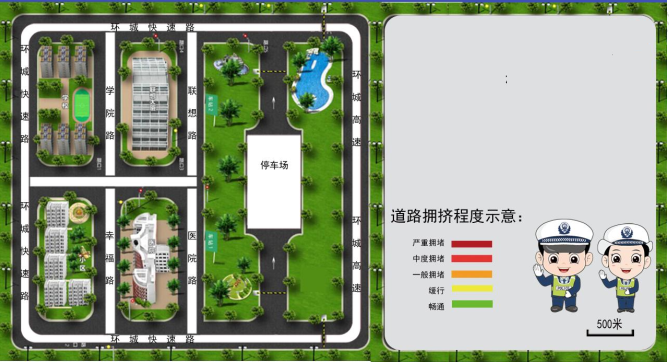 环城快速路
环城快速路
学院路
联想路
环城高速
停车场
环城快速路
幸福路
医院路
环城高速
环城快速路
;
道路拥挤程度示意：
严重拥堵
中度拥堵
一般拥堵
缓行
畅通
500米